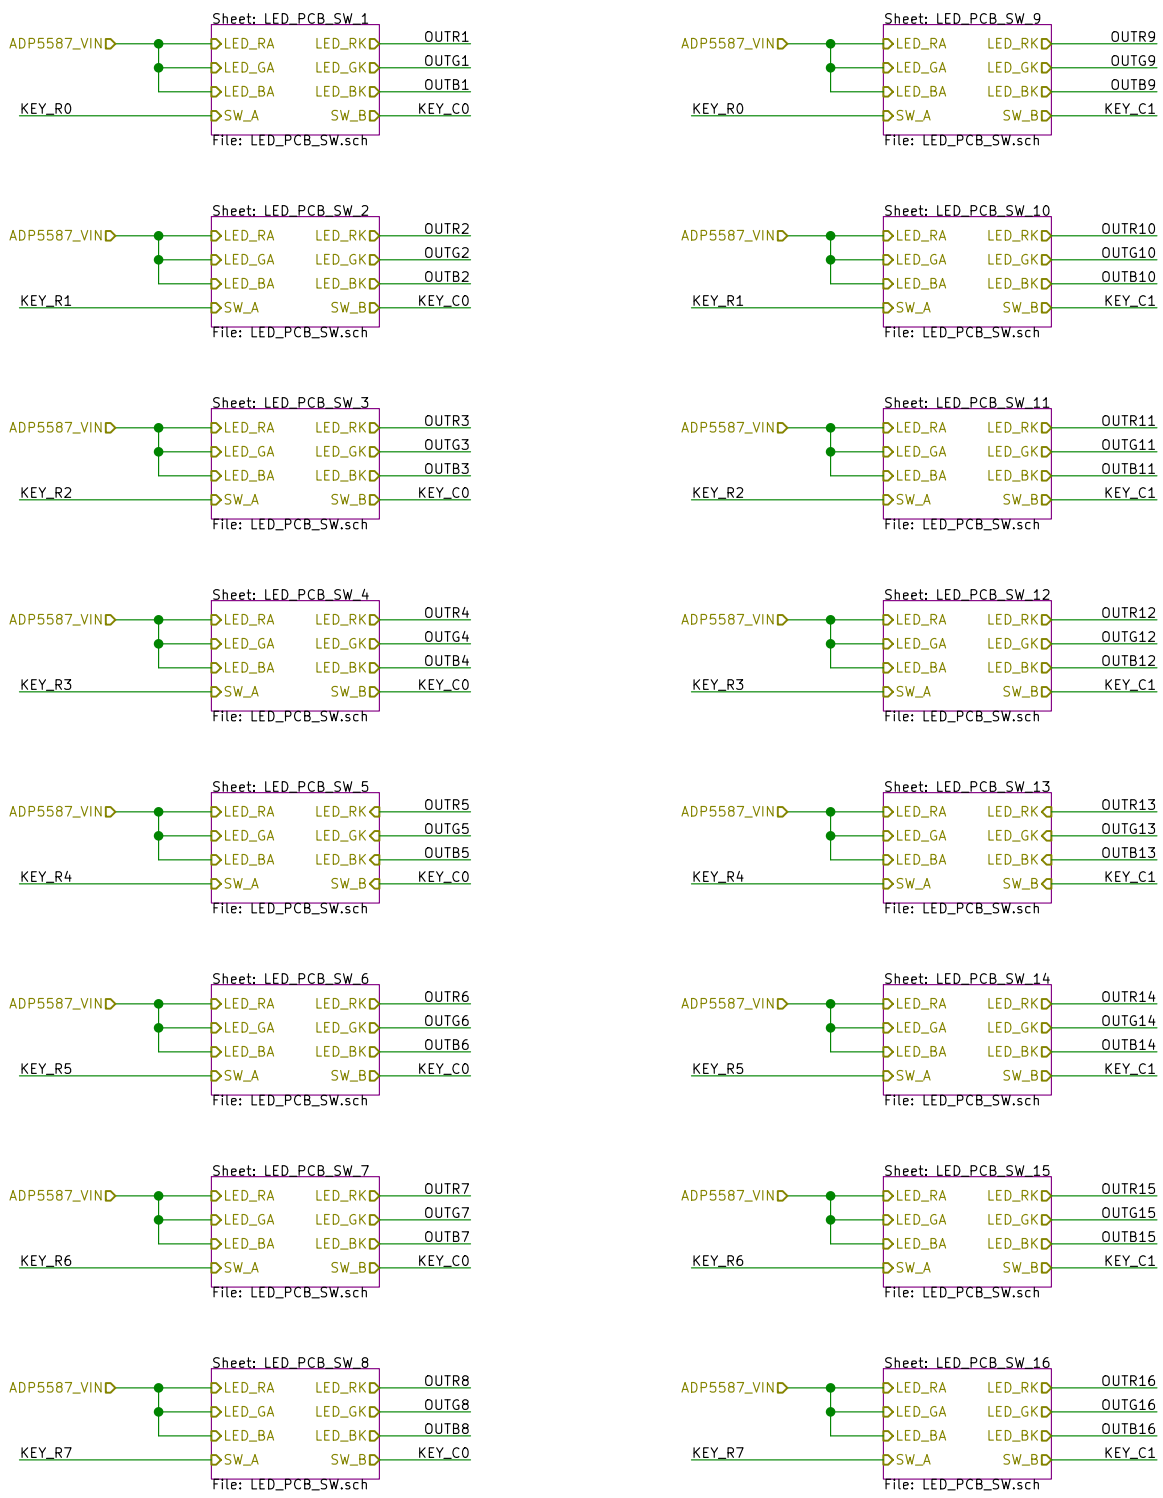 Sheet: LED_PCB_SW_1
ADP5587_VIN LED_RA LED_RK OUTR1
LED_GA LED_GK OUTG1
LED_BA LED_BK OUTB1
KEY_R0 SW_A SW_B KEY_C0
File: LED_PCB_SW.sch
Sheet: LED_PCB_SW_9
ADP5587_VIN LED_RA LED_RK OUTR9
LED_GA LED_GK OUTG9
LED_BA LED_BK OUTB9
KEY_R0 SW_A SW_B KEY_C1
File: LED_PCB_SW.sch
Sheet: LED_PCB_SW_2
ADP5587_VIN LED_RA LED_RK OUTR2
LED_GA LED_GK OUTG2
LED_BA LED_BK OUTB2
KEY_R1 SW_A SW_B KEY_C0
File: LED_PCB_SW.sch
Sheet: LED_PCB_SW_10
ADP5587_VIN LED_RA LED_RK OUTR10
LED_GA LED_GK OUTG10
LED_BA LED_BK OUTB10
KEY_R1 SW_A SW_B KEY_C1
File: LED_PCB_SW.sch
Sheet: LED_PCB_SW_3
ADP5587_VIN LED_RA LED_RK OUTR3
LED_GA LED_GK OUTG3
LED_BA LED_BK OUTB3
KEY_R2 SW_A SW_B KEY_C0
File: LED_PCB_SW.sch
Sheet: LED_PCB_SW_11
ADP5587_VIN LED_RA LED_RK OUTR11
LED_GA LED_GK OUTG11
LED_BA LED_BK OUTB11
KEY_R2 SW_A SW_B KEY_C1
File: LED_PCB_SW.sch
Sheet: LED_PCB_SW_4
ADP5587_VIN LED_RA LED_RK OUTR4
LED_GA LED_GK OUTG4
LED_BA LED_BK OUTB4
KEY_R3 SW_A SW_B KEY_C0
File: LED_PCB_SW.sch
Sheet: LED_PCB_SW_12
ADP5587_VIN LED_RA LED_RK OUTR12
LED_GA LED_GK OUTG12
LED_BA LED_BK OUTB12
KEY_R3 SW_A SW_B KEY_C1
File: LED_PCB_SW.sch
Sheet: LED_PCB_SW_5
ADP5587_VIN LED_RA LED_RK OUTR5
LED_GA LED_GK OUTG5
LED_BA LED_BK OUTB5
KEY_R4 SW_A SW_B KEY_C0
File: LED_PCB_SW.sch
Sheet: LED_PCB_SW_13
ADP5587_VIN LED_RA LED_RK OUTR13
LED_GA LED_GK OUTG13
LED_BA LED_BK OUTB13
KEY_R4 SW_A SW_B KEY_C1
File: LED_PCB_SW.sch
Sheet: LED_PCB_SW_6
ADP5587_VIN LED_RA LED_RK OUTR6
LED_GA LED_GK OUTG6
LED_BA LED_BK OUTB6
KEY_R5 SW_A SW_B KEY_C0
File: LED_PCB_SW.sch
Sheet: LED_PCB_SW_14
ADP5587_VIN LED_RA LED_RK OUTR14
LED_GA LED_GK OUTG14
LED_BA LED_BK OUTB14
KEY_R5 SW_A SW_B KEY_C1
File: LED_PCB_SW.sch
Sheet: LED_PCB_SW_7
ADP5587_VIN LED_RA LED_RK OUTR7
LED_GA LED_GK OUTG7
LED_BA LED_BK OUTB7
KEY_R6 SW_A SW_B KEY_C0
File: LED_PCB_SW.sch
Sheet: LED_PCB_SW_15
ADP5587_VIN LED_RA LED_RK OUTR15
LED_GA LED_GK OUTG15
LED_BA LED_BK OUTB15
KEY_R6 SW_A SW_B KEY_C1
File: LED_PCB_SW.sch
Sheet: LED_PCB_SW_8
ADP5587_VIN LED_RA LED_RK OUTR8
LED_GA LED_GK OUTG8
LED_BA LED_BK OUTB8
KEY_R7 SW_A SW_B KEY_C0
File: LED_PCB_SW.sch
Sheet: LED_PCB_SW_16
ADP5587_VIN LED_RA LED_RK OUTR16
LED_GA LED_GK OUTG16
LED_BA LED_BK OUTB16
KEY_R7 SW_A SW_B KEY_C1
File: LED_PCB_SW.sch